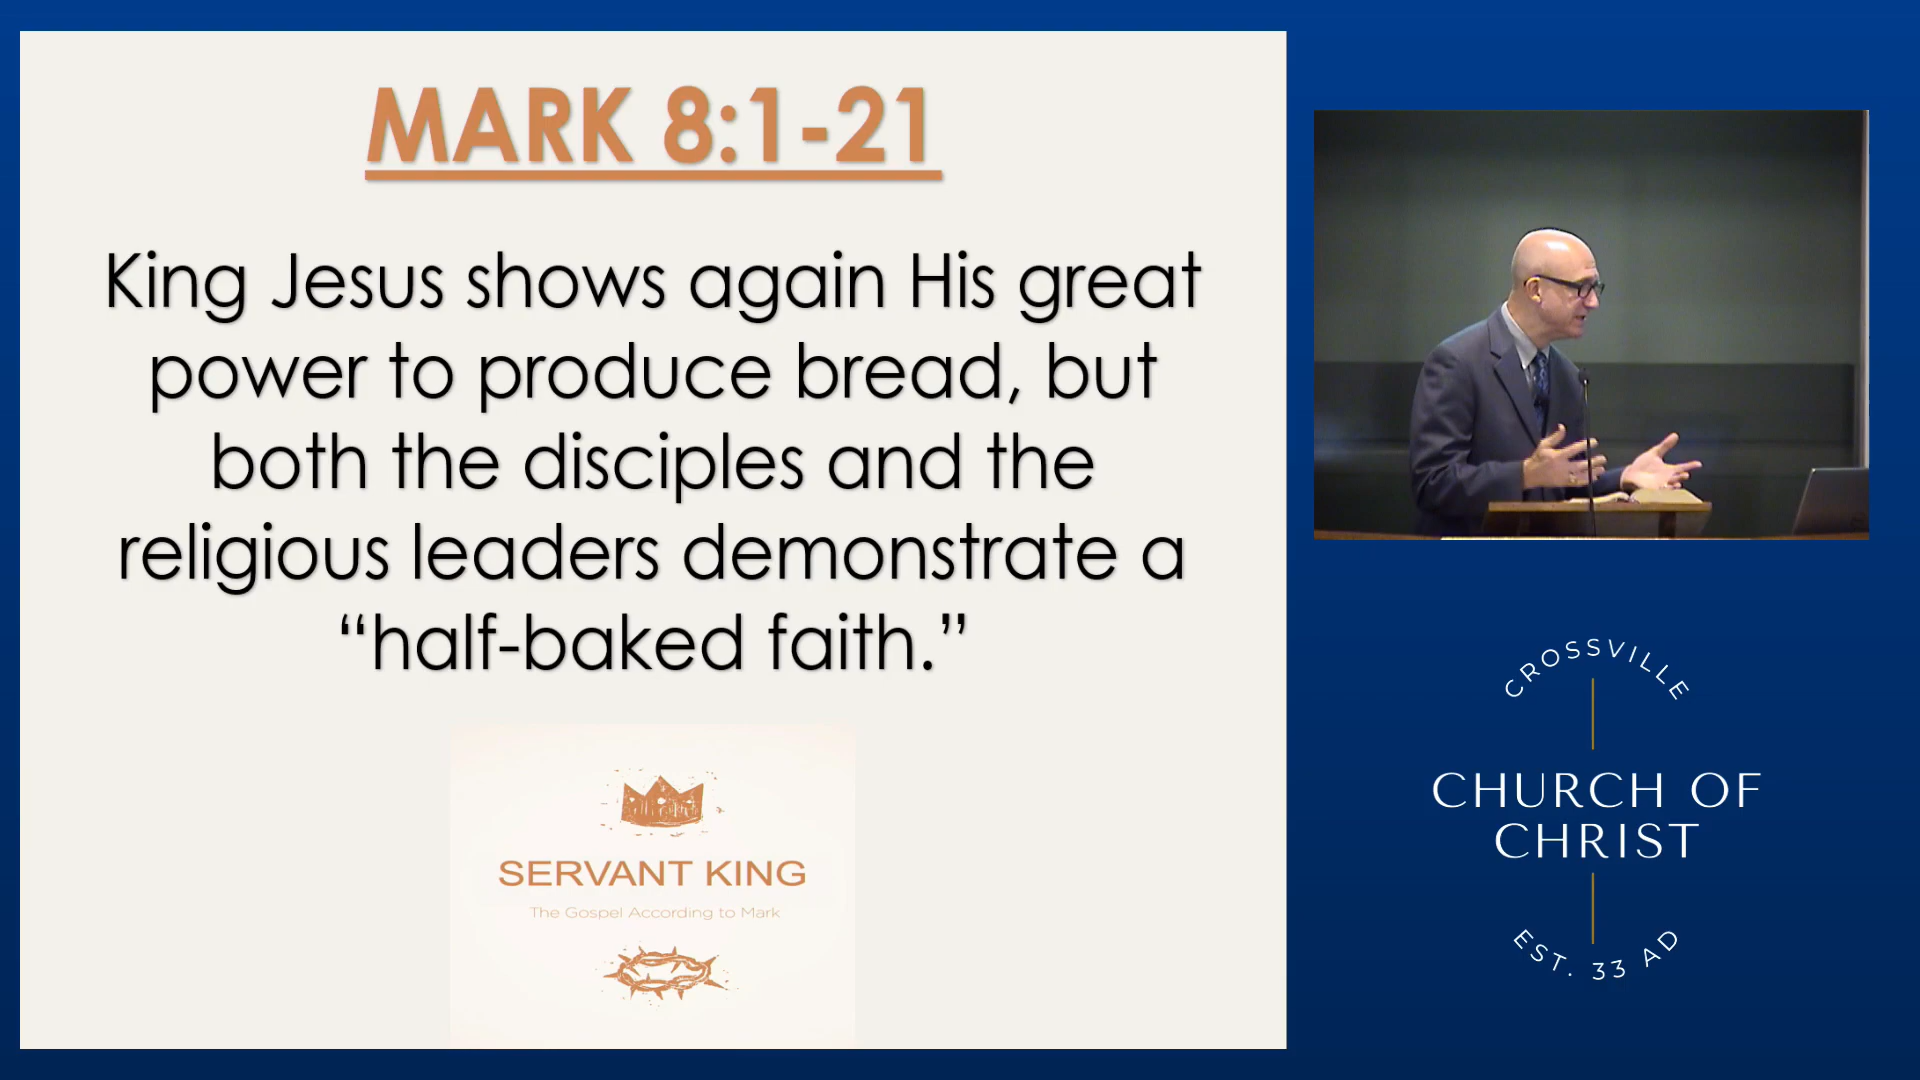 MARK 8:1-21
King Jesus shows again His great
power to produce bread, but
both the disciples and the
religious leaders demonstrate a
“half-baked faith.”
SERVANT KING
The Gospel According to Mark
CROSSVILLE
CHURCH OF
CHRIST
EST. 33 AD